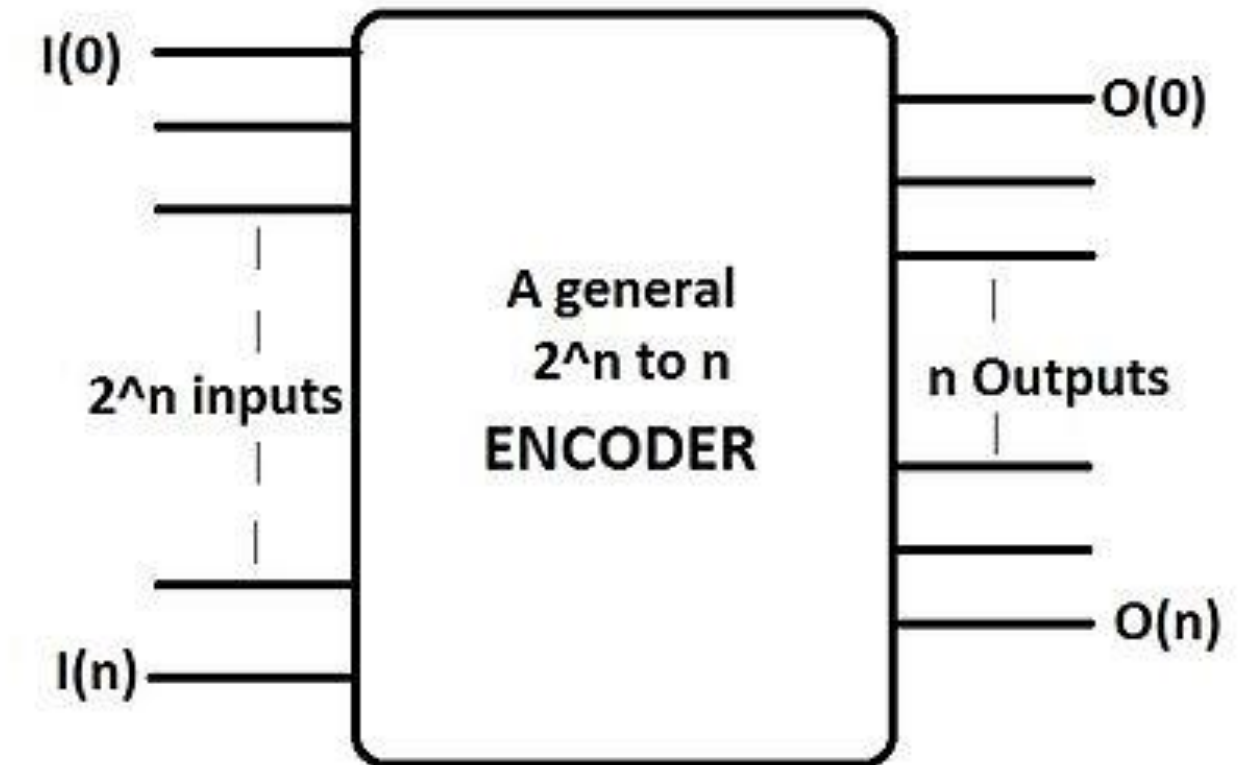 I(0)
O(0)
A general
2^n to n
ENCODER
2^n inputs
n Outputs
I(n)
O(n)